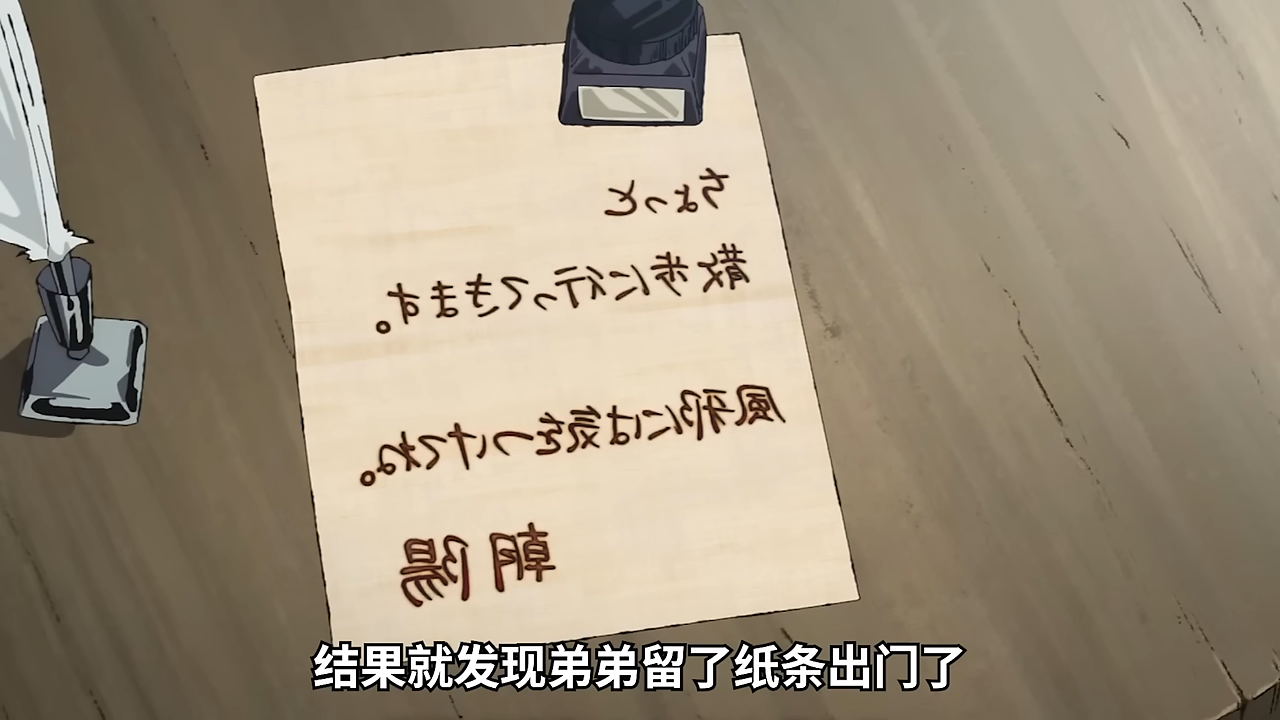 ちょっと
散歩に行ってきます。
風邪には気をつけてね。
朝陽
结果就发现弟弟留了纸条出门了